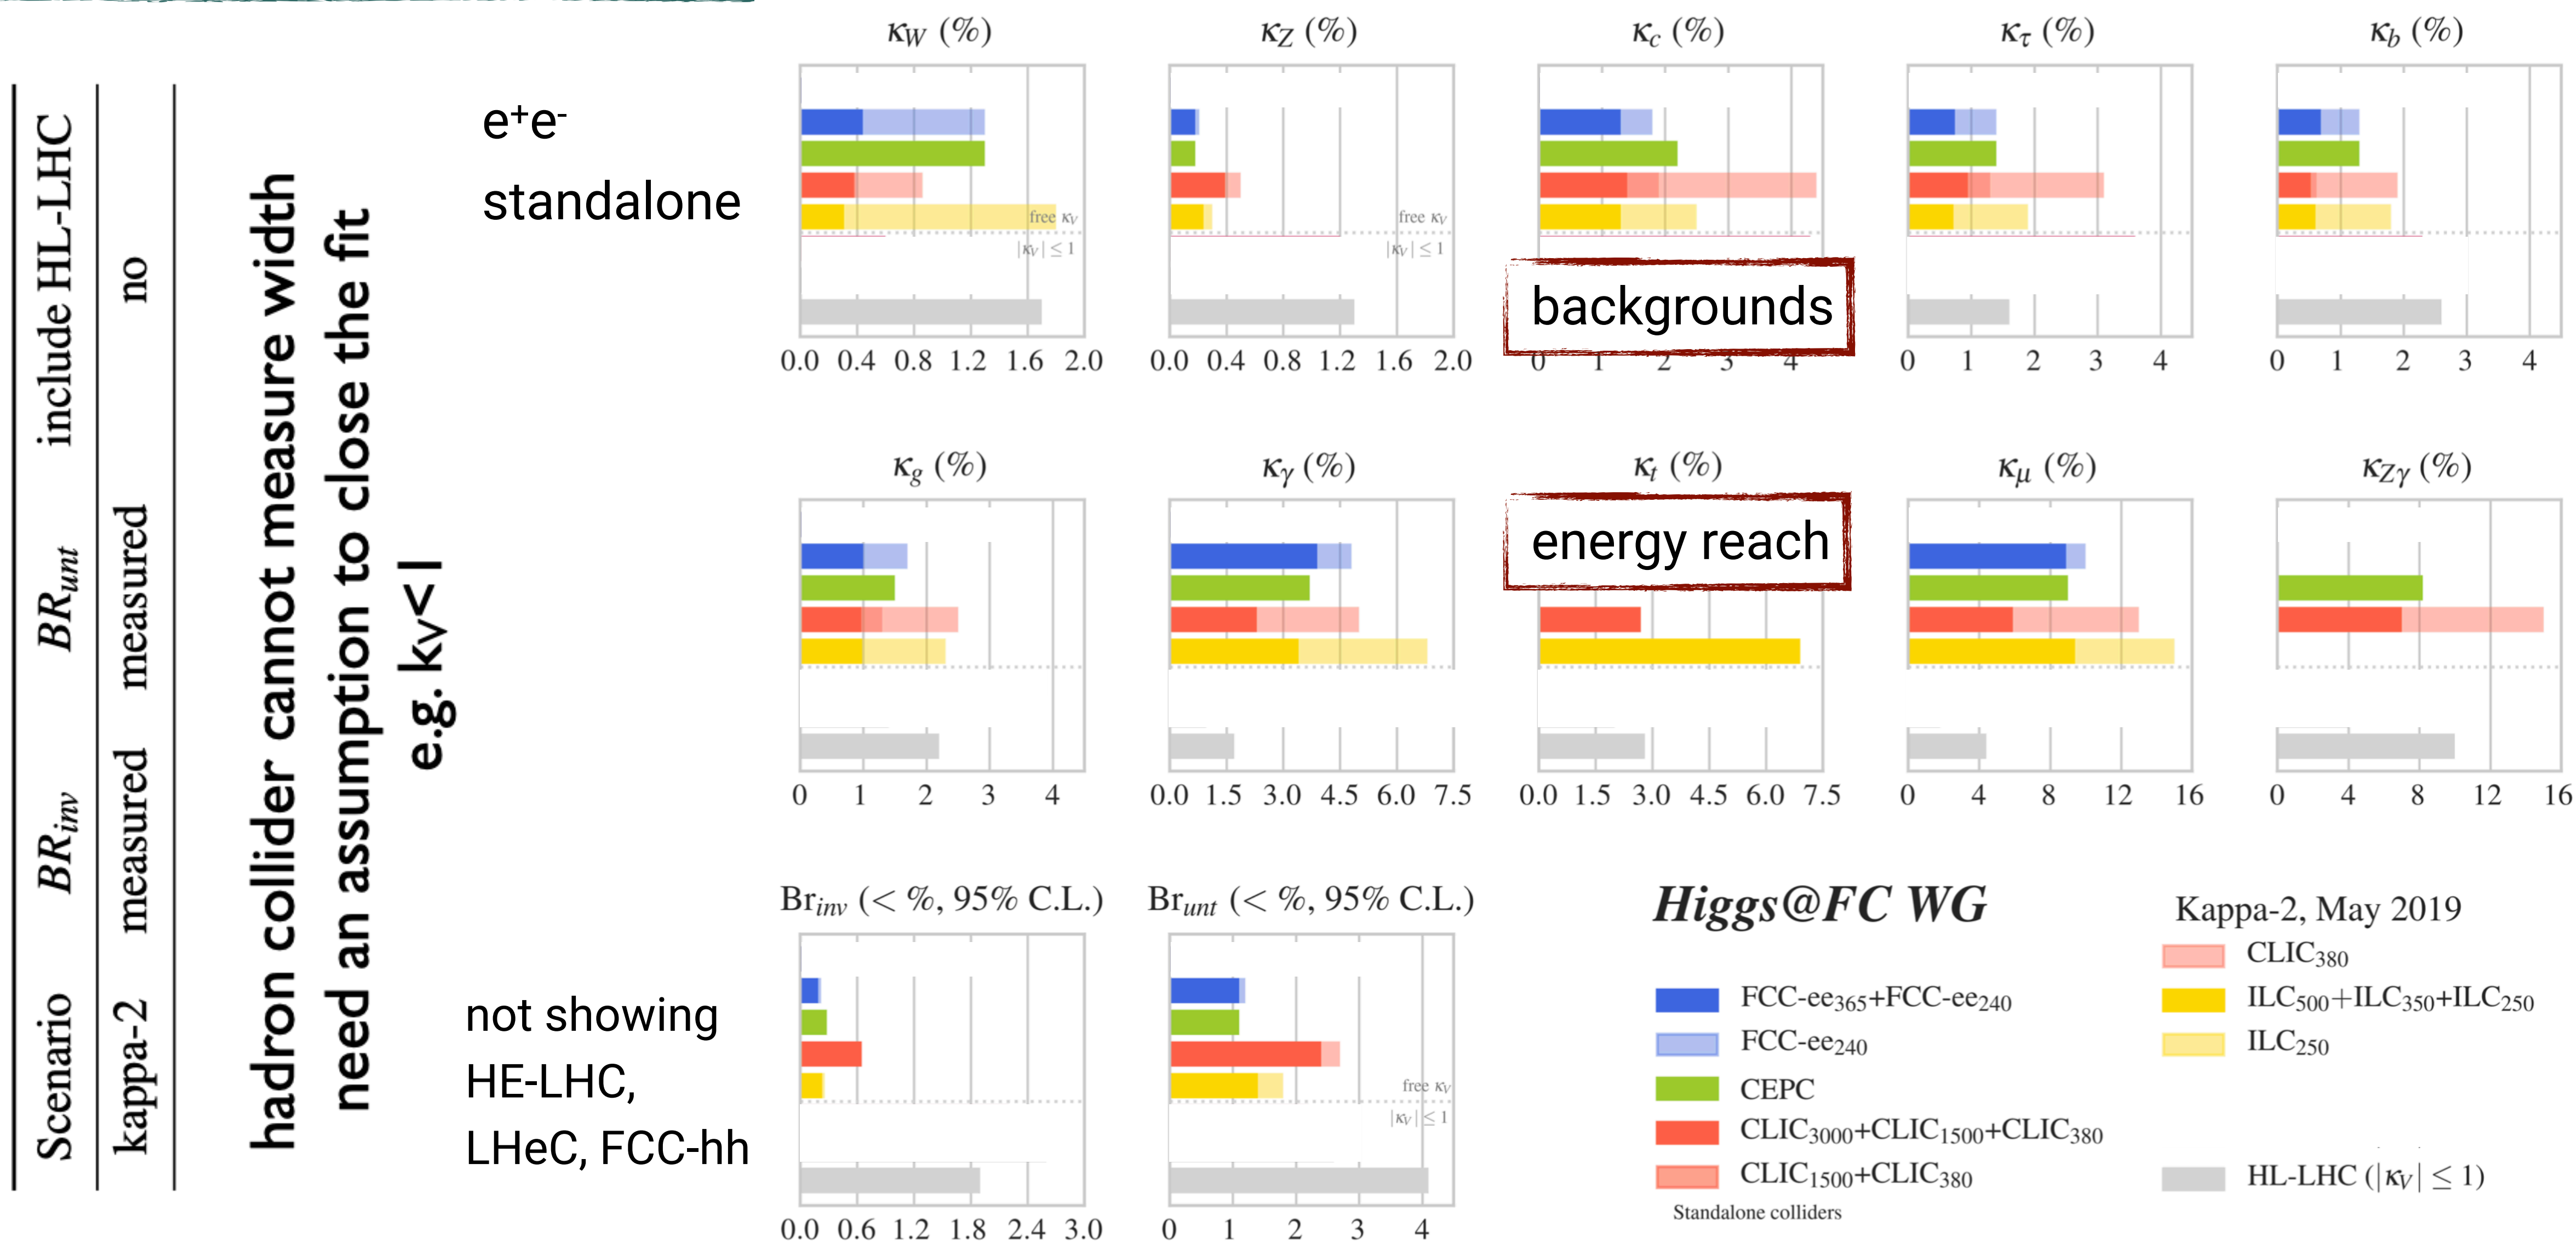 Scenario BR_inv BR_unt include HL-LHC
kappa-2 measured measured no
hadron collider cannot measure width
need an assumption to close the fit
e.g. kV<1
e⁺e⁻
standalone
κ_W (%)
free κ_V
|κ_V| ≤ 1
0.0 0.4 0.8 1.2 1.6 2.0
κ_Z (%)
free κ_V
|κ_V| ≤ 1
0.0 0.4 0.8 1.2 1.6 2.0
κ_c (%)
backgrounds
0 1 2 3 4
κ_τ (%)
0 1 2 3 4
κ_b (%)
0 1 2 3 4
κ_g (%)
0 1 2 3 4
κ_γ (%)
0.0 1.5 3.0 4.5 6.0 7.5
κ_t (%)
energy reach
0.0 1.5 3.0 4.5 6.0 7.5
κ_μ (%)
0 4 8 12 16
κ_Zγ (%)
0 4 8 12 16
not showing
HE-LHC,
LHeC, FCC-hh
Br_inv (< %, 95% C.L.)
0.0 0.6 1.2 1.8 2.4 3.0
Br_unt (< %, 95% C.L.)
free κ_V
|κ_V| ≤ 1
0 1 2 3 4
Higgs@FC WG
Kappa-2, May 2019
FCC-ee₃₆₅+FCC-ee₂₄₀
FCC-ee₂₄₀
CEPC
CLIC₃₀₀₀+CLIC₁₅₀₀+CLIC₃₈₀
CLIC₁₅₀₀+CLIC₃₈₀
Standalone colliders
CLIC₃₈₀
ILC₅₀₀+ILC₃₅₀+ILC₂₅₀
ILC₂₅₀
HL-LHC (|κ_V| ≤ 1)